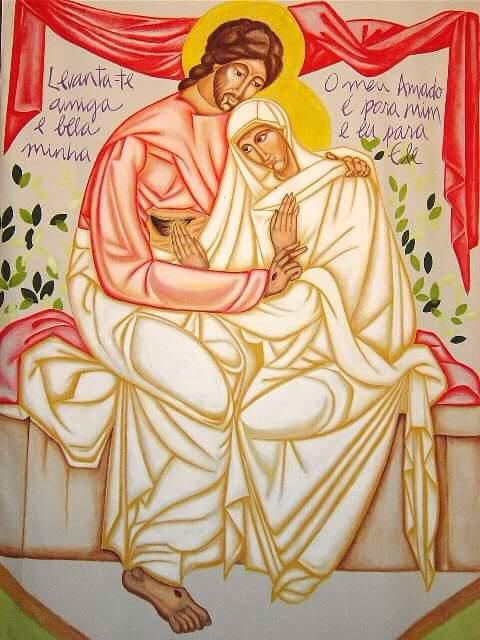 Levanta-te
amiga
e bela
minha
O meu Amado
é para mim
e eu para
Ele